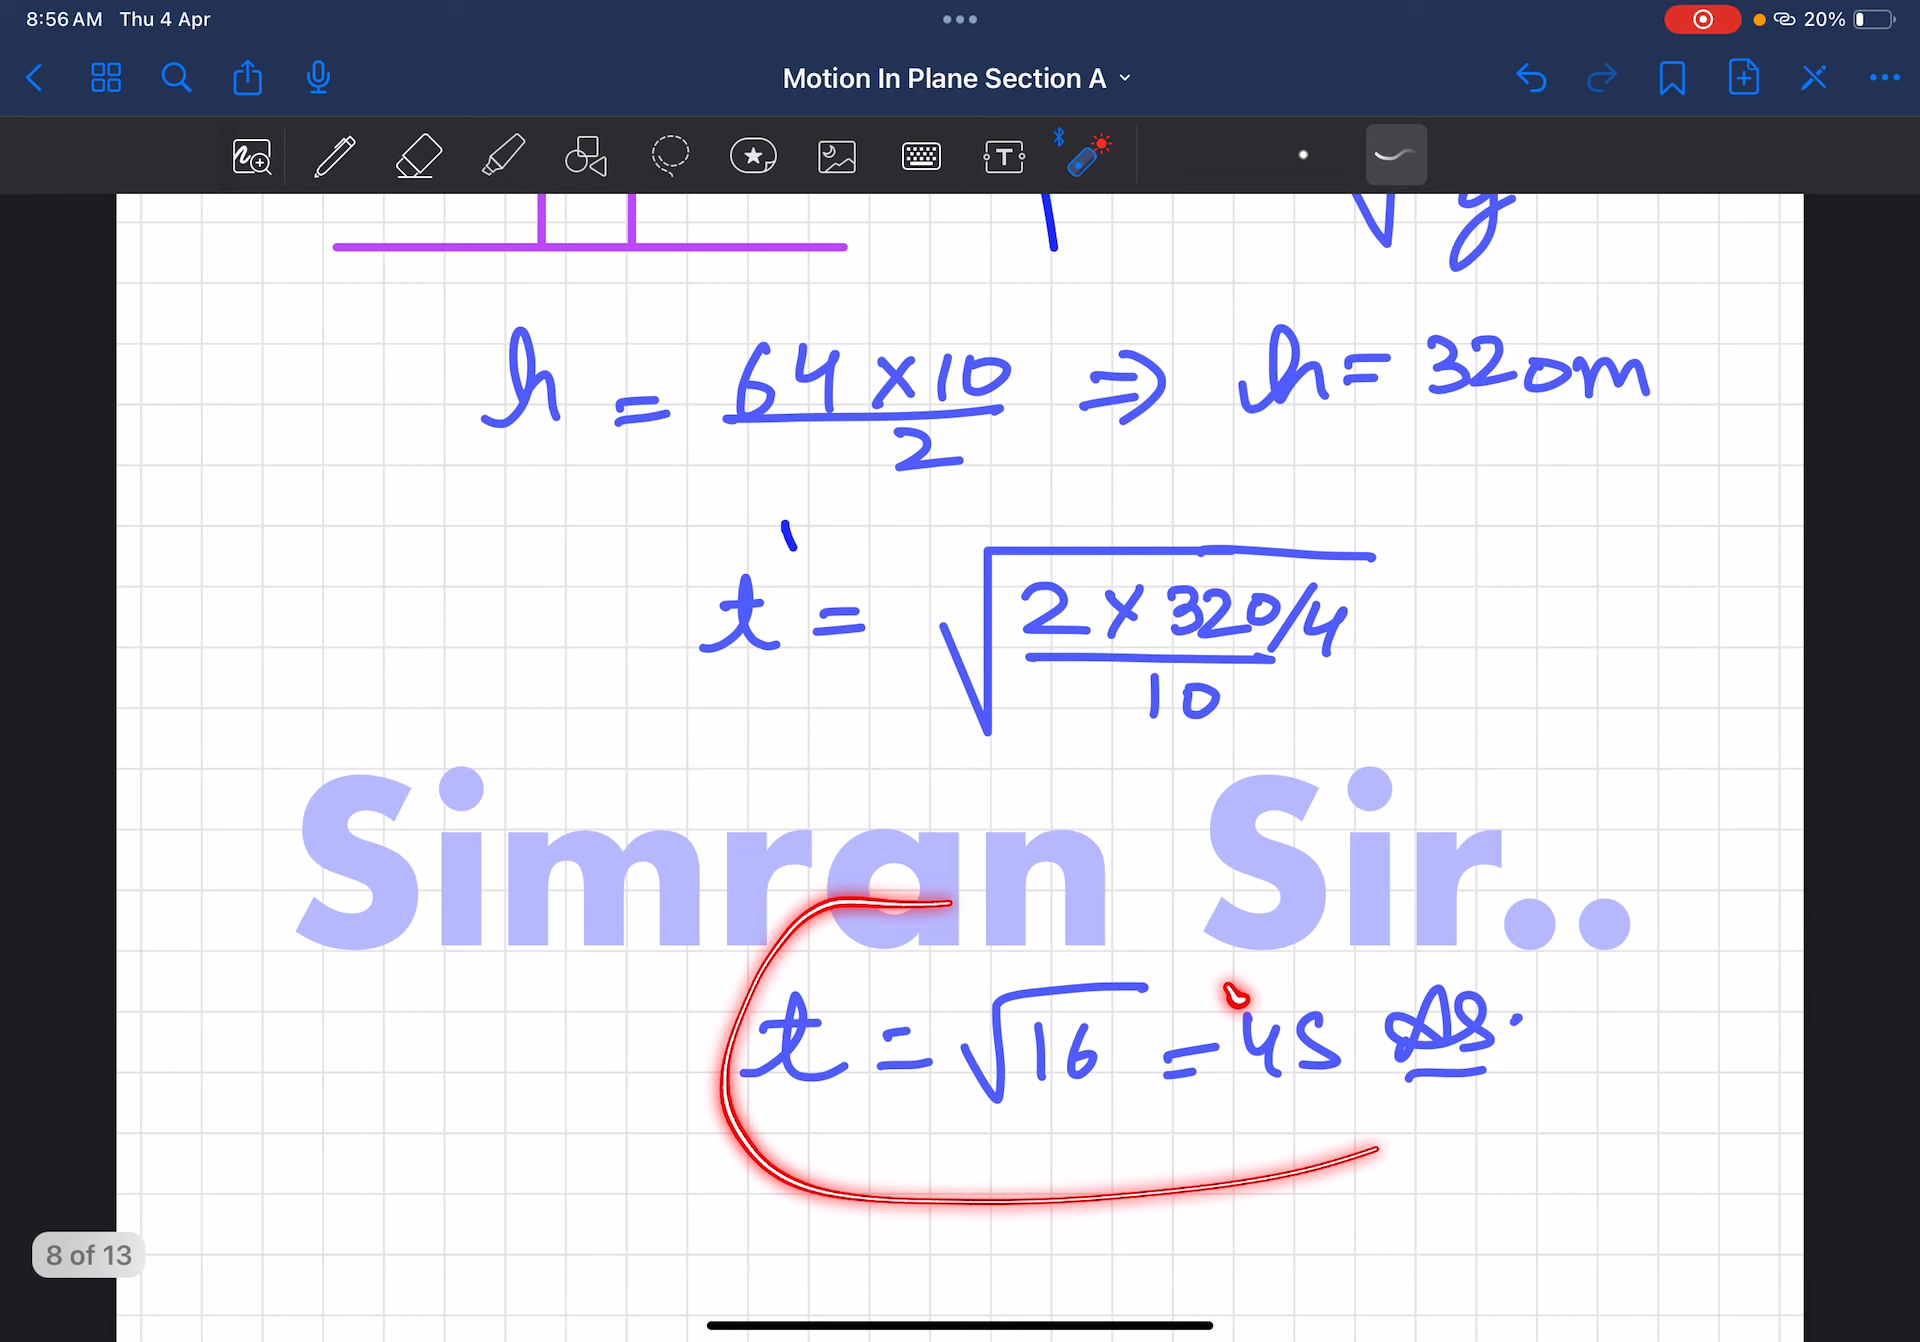 8:56 AM Thu 4 Apr
20%
Motion In Plane Section A
T
y
h = 64 × 10 / 2 ⇒ h = 320m
t' = √(2 × 320/4 / 10)
Simran Sir..
t = √16 = 4s Ans.
8 of 13